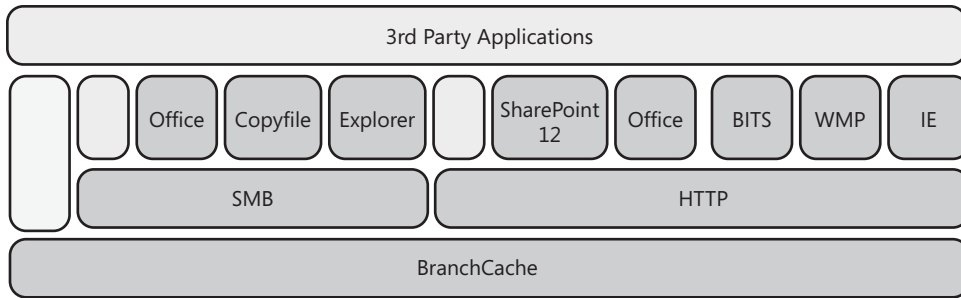 3rd Party Applications
Office
Copyfile
Explorer
SharePoint
12
Office
BITS
WMP
IE
SMB
HTTP
BranchCache